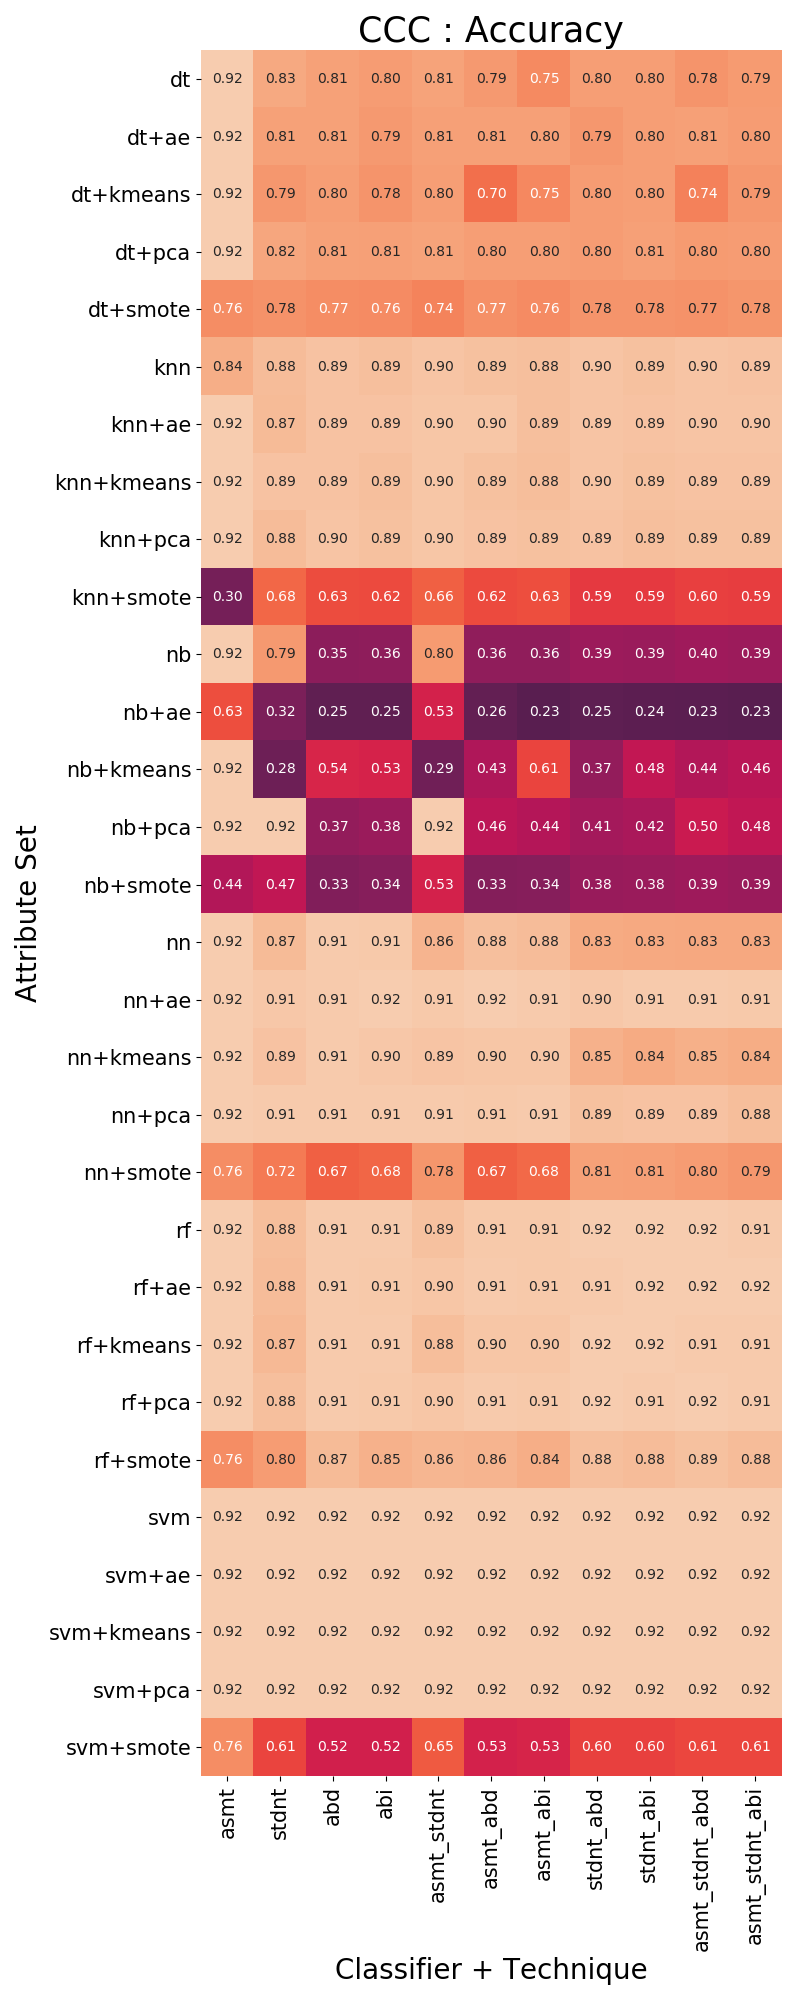 CCC : Accuracy
dt 0.92 0.83 0.81 0.80 0.81 0.79 0.75 0.80 0.80 0.78 0.79
dt+ae 0.92 0.81 0.81 0.79 0.81 0.81 0.80 0.79 0.80 0.81 0.80
dt+kmeans 0.92 0.79 0.80 0.78 0.80 0.70 0.75 0.80 0.80 0.74 0.79
dt+pca 0.92 0.82 0.81 0.81 0.81 0.80 0.80 0.80 0.81 0.80 0.80
dt+smote 0.76 0.78 0.77 0.76 0.74 0.77 0.76 0.78 0.78 0.77 0.78
knn 0.84 0.88 0.89 0.89 0.90 0.89 0.88 0.90 0.89 0.90 0.89
knn+ae 0.92 0.87 0.89 0.89 0.90 0.90 0.89 0.89 0.89 0.90 0.90
knn+kmeans 0.92 0.89 0.89 0.89 0.90 0.89 0.88 0.90 0.89 0.89 0.89
knn+pca 0.92 0.88 0.90 0.89 0.90 0.89 0.89 0.89 0.89 0.89 0.89
knn+smote 0.30 0.68 0.63 0.62 0.66 0.62 0.63 0.59 0.59 0.60 0.59
nb 0.92 0.79 0.35 0.36 0.80 0.36 0.36 0.39 0.39 0.40 0.39
nb+ae 0.63 0.32 0.25 0.25 0.53 0.26 0.23 0.25 0.24 0.23 0.23
nb+kmeans 0.92 0.28 0.54 0.53 0.29 0.43 0.61 0.37 0.48 0.44 0.46
nb+pca 0.92 0.92 0.37 0.38 0.92 0.46 0.44 0.41 0.42 0.50 0.48
nb+smote 0.44 0.47 0.33 0.34 0.53 0.33 0.34 0.38 0.38 0.39 0.39
nn 0.92 0.87 0.91 0.91 0.86 0.88 0.88 0.83 0.83 0.83 0.83
nn+ae 0.92 0.91 0.91 0.92 0.91 0.92 0.91 0.90 0.91 0.91 0.91
nn+kmeans 0.92 0.89 0.91 0.90 0.89 0.90 0.90 0.85 0.84 0.85 0.84
nn+pca 0.92 0.91 0.91 0.91 0.91 0.91 0.91 0.89 0.89 0.89 0.88
nn+smote 0.76 0.72 0.67 0.68 0.78 0.67 0.68 0.81 0.81 0.80 0.79
rf 0.92 0.88 0.91 0.91 0.89 0.91 0.91 0.92 0.92 0.92 0.91
rf+ae 0.92 0.88 0.91 0.91 0.90 0.91 0.91 0.91 0.92 0.92 0.92
rf+kmeans 0.92 0.87 0.91 0.91 0.88 0.90 0.90 0.92 0.92 0.91 0.91
rf+pca 0.92 0.88 0.91 0.91 0.90 0.91 0.91 0.92 0.91 0.92 0.91
rf+smote 0.76 0.80 0.87 0.85 0.86 0.86 0.84 0.88 0.88 0.89 0.88
svm 0.92 0.92 0.92 0.92 0.92 0.92 0.92 0.92 0.92 0.92 0.92
svm+ae 0.92 0.92 0.92 0.92 0.92 0.92 0.92 0.92 0.92 0.92 0.92
svm+kmeans 0.92 0.92 0.92 0.92 0.92 0.92 0.92 0.92 0.92 0.92 0.92
svm+pca 0.92 0.92 0.92 0.92 0.92 0.92 0.92 0.92 0.92 0.92 0.92
svm+smote 0.76 0.61 0.52 0.52 0.65 0.53 0.53 0.60 0.60 0.61 0.61
Attribute Set
asmt
stdnt
abd
abi
asmt_stdnt
asmt_abd
asmt_abi
stdnt_abd
stdnt_abi
asmt_stdnt_abd
asmt_stdnt_abi
Classifier + Technique